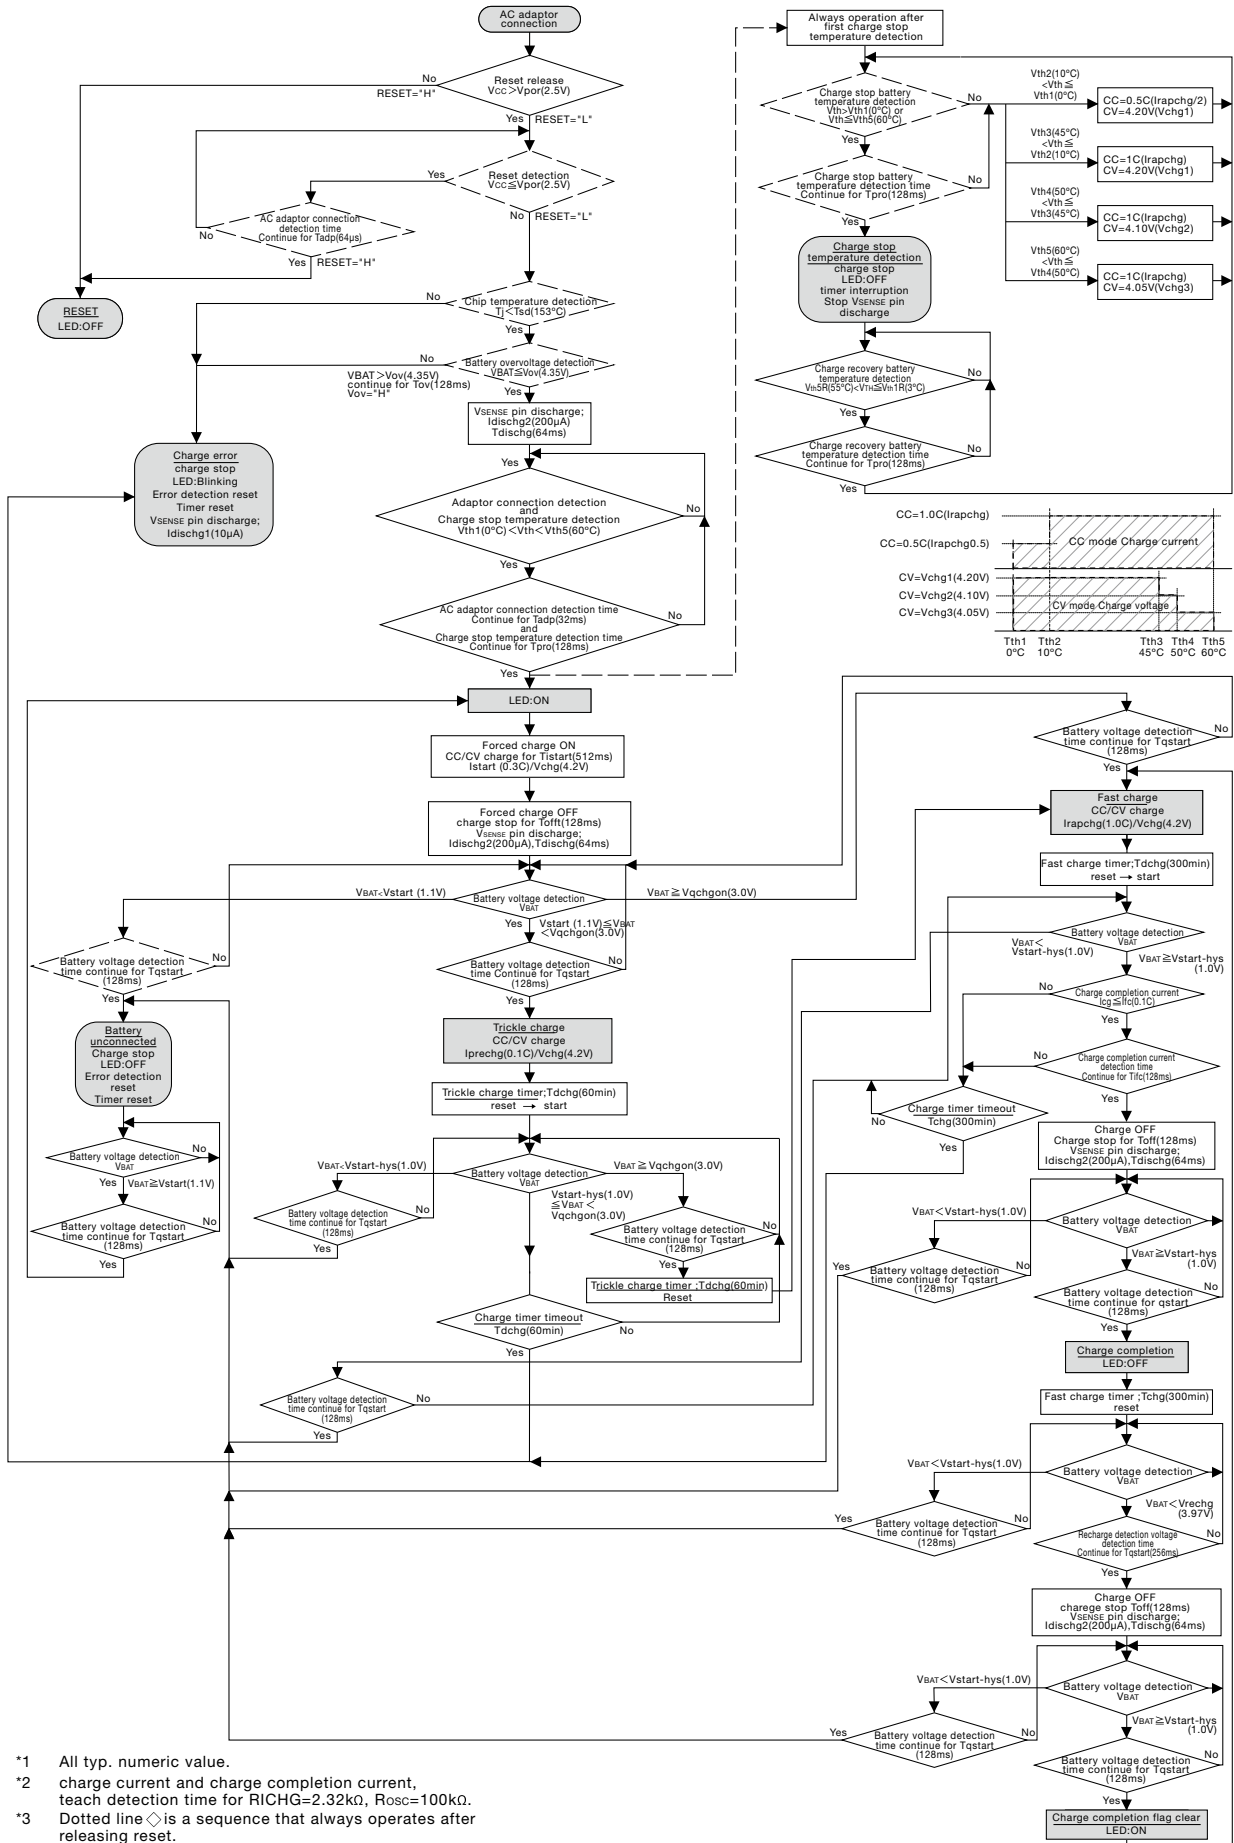 AC adaptor
connection
Reset release
VCC>Vpor(2.5V)
No
RESET="H"
Yes
RESET="L"
Reset detection
VCC≦Vpor(2.5V)
Yes
No
RESET="L"
AC adaptor connection
detection time
Continue for Tadp(64µs)
No
Yes
RESET="H"
RESET
LED:OFF
No
Chip temperature detection
Tj<Tsd(153°C)
Yes
No
Battery overvoltage detection
VBAT≦Vov(4.35V)
VBAT>Vov(4.35V)
continue for Tov(128ms)
Vov="H"
Yes
VSENSE pin discharge;
Idischg2(200µA)
Tdischg(64ms)
Charge error
charge stop
LED:Blinking
Error detection reset
Timer reset
VSENSE pin discharge;
Idischg1(10µA)
Yes
Adaptor connection detection
and
Charge stop temperature detection
Vth1(0°C)<Vth<Vth5(60°C)
No
Yes
AC adaptor connection detection time
Continue for Tadp(32ms)
and
Charge stop temperature detection time
Continue for Tpro(128ms)
No
Yes
LED:ON
Forced charge ON
CC/CV charge for Tistart(512ms)
Istart (0.3C)/Vchg(4.2V)
Forced charge OFF
charge stop for Tofft(128ms)
VSENSE pin discharge;
Idischg2(200µA),Tdischg(64ms)
VBAT<Vstart (1.1V)
Battery voltage detection
VBAT
VBAT≧Vqchgon(3.0V)
Yes
Vstart (1.1V)≦VBAT
<Vqchgon(3.0V)
Battery voltage detection
time Continue for Tqstart
(128ms)
No
Yes
Battery voltage detection
time continue for Tqstart
(128ms)
No
Yes
Battery
unconnected
Charge stop
LED:OFF
Error detection
reset
Timer reset
Battery voltage detection
VBAT
No
Yes
VBAT≧Vstart(1.1V)
Battery voltage detection
time continue for Tqstart
(128ms)
No
Yes
Trickle charge
CC/CV charge
Iprechg(0.1C)/Vchg(4.2V)
Trickle charge timer;Tdchg(60min)
reset → start
VBAT<Vstart-hys(1.0V)
Battery voltage detection
VBAT
VBAT≧Vqchgon(3.0V)
Vstart-hys(1.0V)
≦VBAT<
Vqchgon(3.0V)
Battery voltage detection
time continue for Tqstart
(128ms)
No
Yes
Battery voltage detection
time continue for Tqstart
(128ms)
No
Yes
Trickle charge timer ;Tdchg(60min)
Reset
Charge timer timeout
Tdchg(60min)
No
Yes
Battery voltage detection
time continue for Tqstart
(128ms)
No
Yes
Always operation after
first charge stop
temperature detection
Charge stop battery
temperature detection
Vth>Vth1(0°C) or
Vth≦Vth5(60°C)
No
Yes
Charge stop battery
temperature detection time
Continue for Tpro(128ms)
No
Yes
Charge stop
temperature detection
charge stop
LED:OFF
timer interruption
Stop VSENSE pin
discharge
Charge recovery battery
temperature detection
Vth5R(55°C)<VTH≦Vth1R(3°C)
No
Yes
Charge recovery battery
temperature detection time
Continue for Tpro(128ms)
No
Yes
Vth2(10°C)
<Vth≦
Vth1(0°C)
CC=0.5C(Irapchg/2)
CV=4.20V(Vchg1)
Vth3(45°C)
<Vth≦
Vth2(10°C)
CC=1C(Irapchg)
CV=4.20V(Vchg1)
Vth4(50°C)
<Vth≦
Vth3(45°C)
CC=1C(Irapchg)
CV=4.10V(Vchg2)
Vth5(60°C)
<Vth≦
Vth4(50°C)
CC=1C(Irapchg)
CV=4.05V(Vchg3)
CC=1.0C(Irapchg)
CC=0.5C(Irapchg0.5)
CC mode Charge current
CV=Vchg1(4.20V)
CV=Vchg2(4.10V)
CV=Vchg3(4.05V)
CV mode Charge voltage
Tth1 Tth2 Tth3 Tth4 Tth5
0°C 10°C 45°C 50°C 60°C
Battery voltage detection
time continue for Tqstart
(128ms)
No
Yes
Fast charge
CC/CV charge
Irapchg(1.0C)/Vchg(4.2V)
Fast charge timer;Tdchg(300min)
reset → start
Battery voltage detection
VBAT
VBAT<
Vstart-hys(1.0V)
VBAT≧Vstart-hys
(1.0V)
No
Charge completion current
Icg≦Ifc(0.1C)
Yes
No
Charge completion current
detection time
Continue for Tifc(128ms)
Yes
Charge timer timeout
Tchg(300min)
No
Yes
Charge OFF
Charge stop for Toff(128ms)
VSENSE pin discharge;
Idischg2(200µA),Tdischg(64ms)
VBAT<Vstart-hys(1.0V)
Battery voltage detection
VBAT
VBAT≧Vstart-hys
(1.0V)
Yes
Battery voltage detection
time continue for Tqstart
(128ms)
No
Battery voltage detection
time continue for qstart
(128ms)
No
Yes
Charge completion
LED:OFF
Fast charge timer ;Tchg(300min)
reset
VBAT<Vstart-hys(1.0V)
Battery voltage detection
VBAT
VBAT<Vrechg
(3.97V)
Yes
Battery voltage detection
time continue for Tqstart
(128ms)
No
Recharge detection voltage
detection time
Continue for Tqstart(256ms)
No
Yes
Charge OFF
charege stop Toff(128ms)
VSENSE pin discharge;
Idischg2(200µA),Tdischg(64ms)
VBAT<Vstart-hys(1.0V)
Battery voltage detection
VBAT
VBAT≧Vstart-hys
(1.0V)
Yes
Battery voltage detection
time continue for Tqstart
(128ms)
No
Battery voltage detection
time continue for Tqstart
(128ms)
No
Yes
Charge completion flag clear
LED:ON
*1 All typ. numeric value.
*2 charge current and charge completion current,
teach detection time for RICHG=2.32kΩ, ROSC=100kΩ.
*3 Dotted line ◇ is a sequence that always operates after
releasing reset.